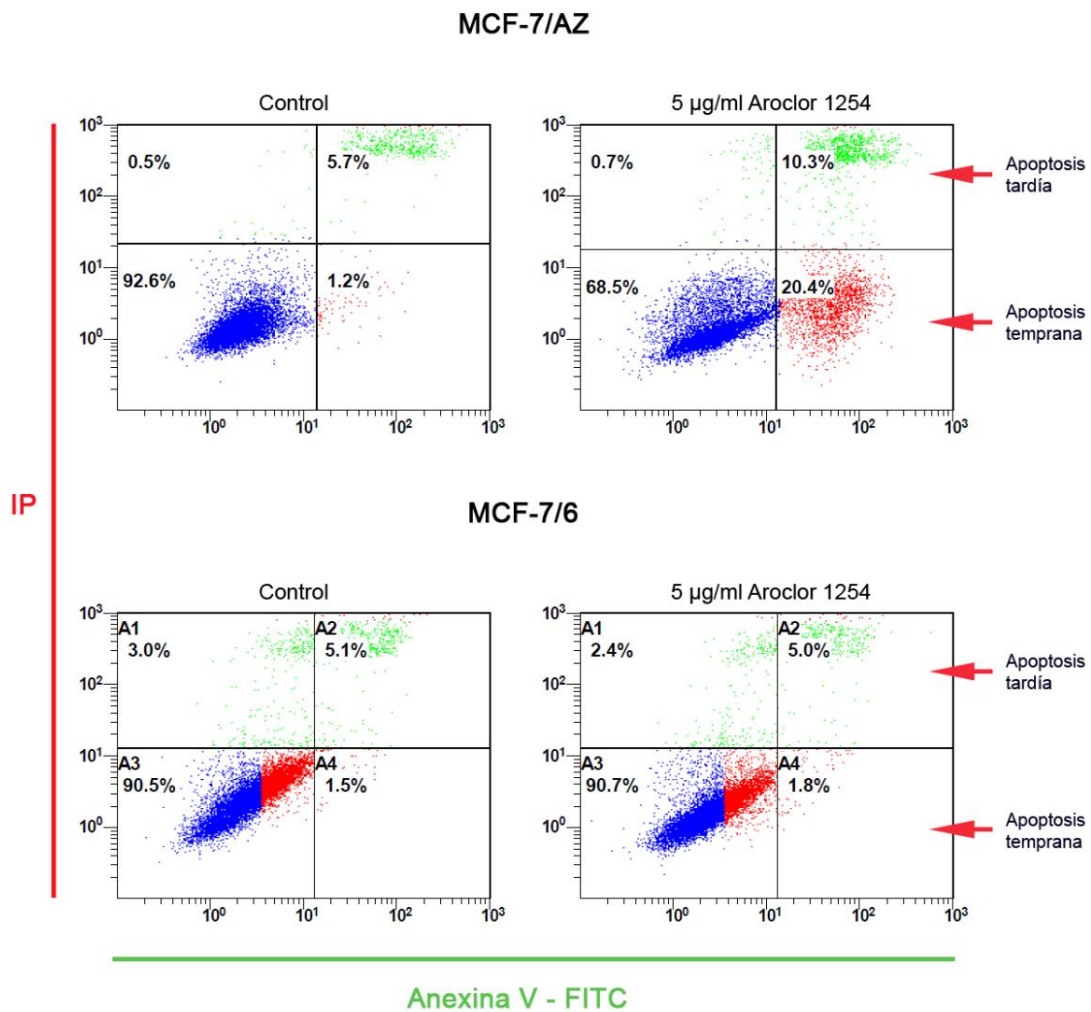 MCF-7/AZ
Control
5 µg/ml Aroclor 1254
10³
10²
10¹
10⁰
0.5%
5.7%
92.6%
1.2%
10⁰
10¹
10²
10³
10³
10²
10¹
10⁰
0.7%
10.3%
68.5%
20.4%
10⁰
10¹
10²
10³
Apoptosis
tardía
Apoptosis
temprana
IP
MCF-7/6
Control
5 µg/ml Aroclor 1254
10³
10²
10¹
10⁰
A1
3.0%
A2
5.1%
A3
90.5%
A4
1.5%
10⁰
10¹
10²
10³
10³
10²
10¹
10⁰
A1
2.4%
A2
5.0%
A3
90.7%
A4
1.8%
10⁰
10¹
10²
10³
Apoptosis
tardía
Apoptosis
temprana
Anexina V - FITC